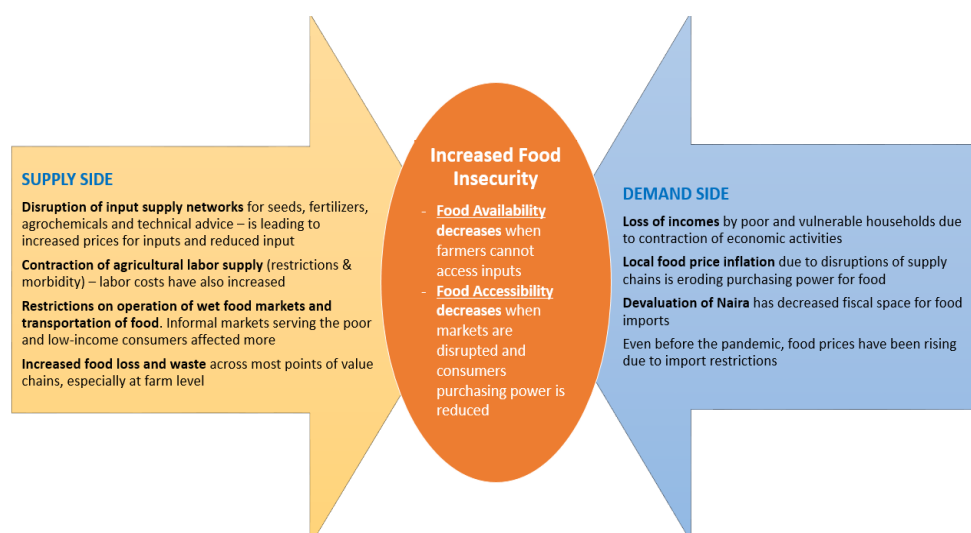 SUPPLY SIDE
Disruption of input supply networks for seeds, fertilizers,
agrochemicals and technical advice – is leading to
increased prices for inputs and reduced input
Contraction of agricultural labor supply (restrictions &
morbidity) – labor costs have also increased
Restrictions on operation of wet food markets and
transportation of food. Informal markets serving the poor
and low-income consumers affected more
Increased food loss and waste across most points of value
chains, especially at farm level
Increased Food
Insecurity
- Food Availability
decreases when
farmers cannot
access inputs
- Food Accessibility
decreases when
markets are
disrupted and
consumers
purchasing power is
reduced
DEMAND SIDE
Loss of incomes by poor and vulnerable households due
to contraction of economic activities
Local food price inflation due to disruptions of supply
chains is eroding purchasing power for food
Devaluation of Naira has decreased fiscal space for food
imports
Even before the pandemic, food prices have been rising
due to import restrictions